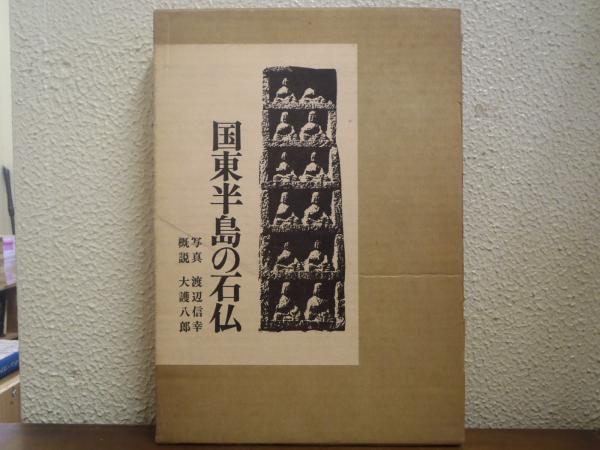 国東半島の石仏
写真 渡辺信幸
概説 大護八郎